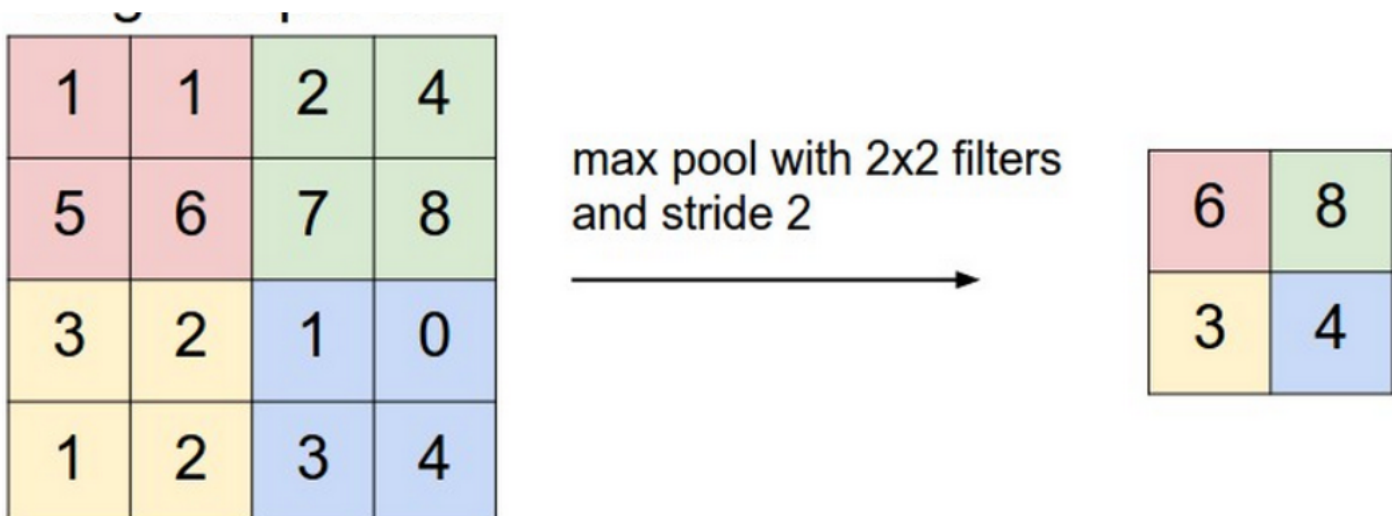 1 1 2 4
5 6 7 8
3 2 1 0
1 2 3 4
max pool with 2x2 filters
and stride 2
6 8
3 4